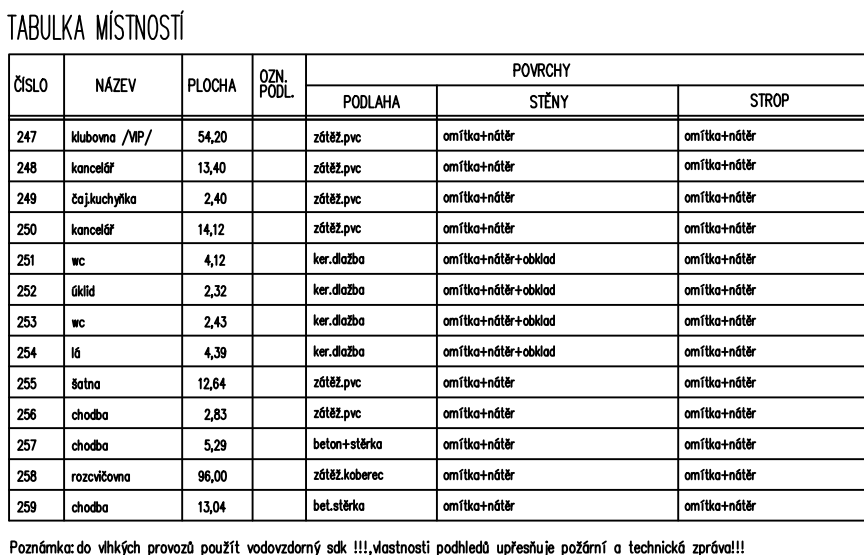 TABULKA MÍSTNOSTÍ
ČÍSLO NÁZEV PLOCHA OZN. PODL. POVRCHY
PODLAHA STĚNY STROP
247 klubovna /VIP/ 54,20 zátěž.pvc omítka+nátěr omítka+nátěr
248 kancelář 13,40 zátěž.pvc omítka+nátěr omítka+nátěr
249 čaj.kuchyňka 2,40 zátěž.pvc omítka+nátěr omítka+nátěr
250 kancelář 14,12 zátěž.pvc omítka+nátěr omítka+nátěr
251 wc 4,12 ker.dlažba omítka+nátěr+obklad omítka+nátěr
252 úklid 2,32 ker.dlažba omítka+nátěr+obklad omítka+nátěr
253 wc 2,43 ker.dlažba omítka+nátěr+obklad omítka+nátěr
254 lá 4,39 ker.dlažba omítka+nátěr+obklad omítka+nátěr
255 šatna 12,64 zátěž.pvc omítka+nátěr omítka+nátěr
256 chodba 2,83 zátěž.pvc omítka+nátěr omítka+nátěr
257 chodba 5,29 beton+stěrka omítka+nátěr omítka+nátěr
258 rozcvičovna 96,00 zátěž.koberec omítka+nátěr omítka+nátěr
259 chodba 13,04 bet.stěrka omítka+nátěr omítka+nátěr
Poznámka:do vlhkých provozů použít vodovzdorný sdk !!!,vlastnosti podhledů upřesňuje požární a technická zpráva!!!